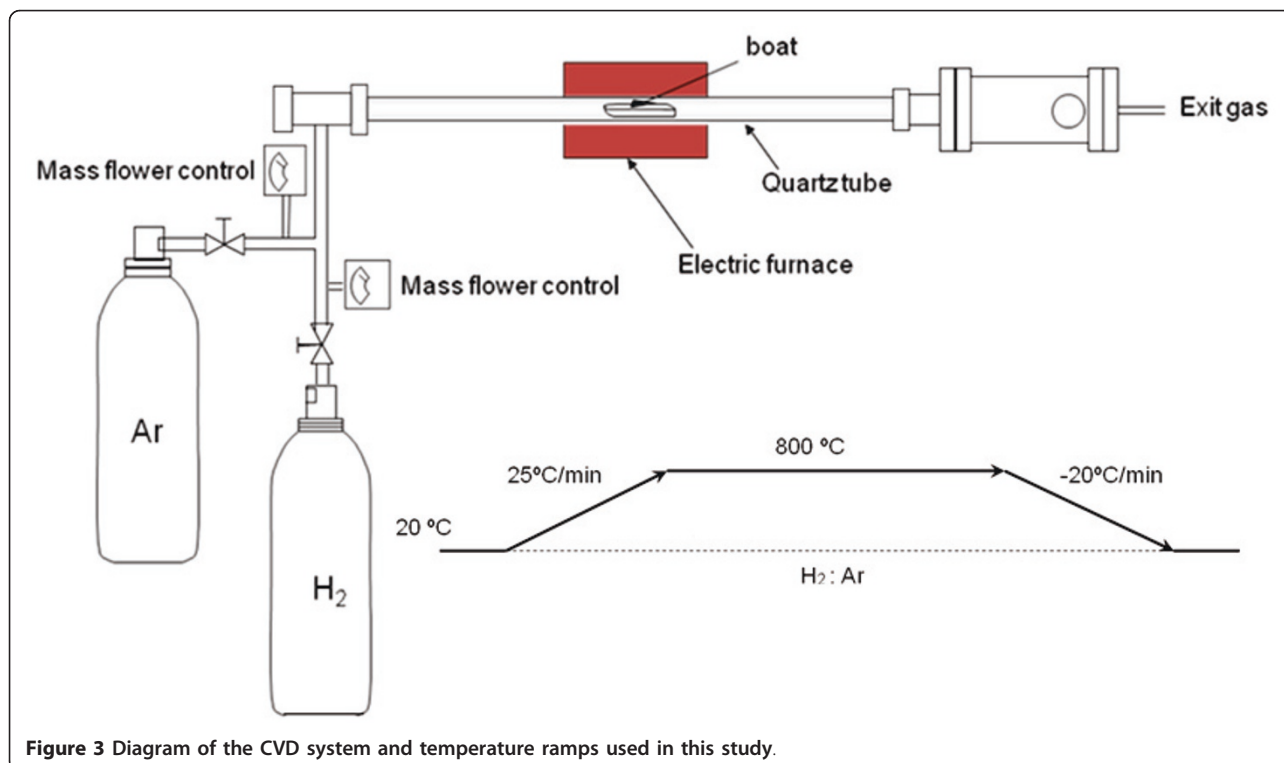 boat
Exit gas
Mass flower control
Quartz tube
Electric furnace
Mass flower control
Ar
H₂
800 ºC
25ºC/min
-20ºC/min
20 ºC
H₂ : Ar
Figure 3 Diagram of the CVD system and temperature ramps used in this study.